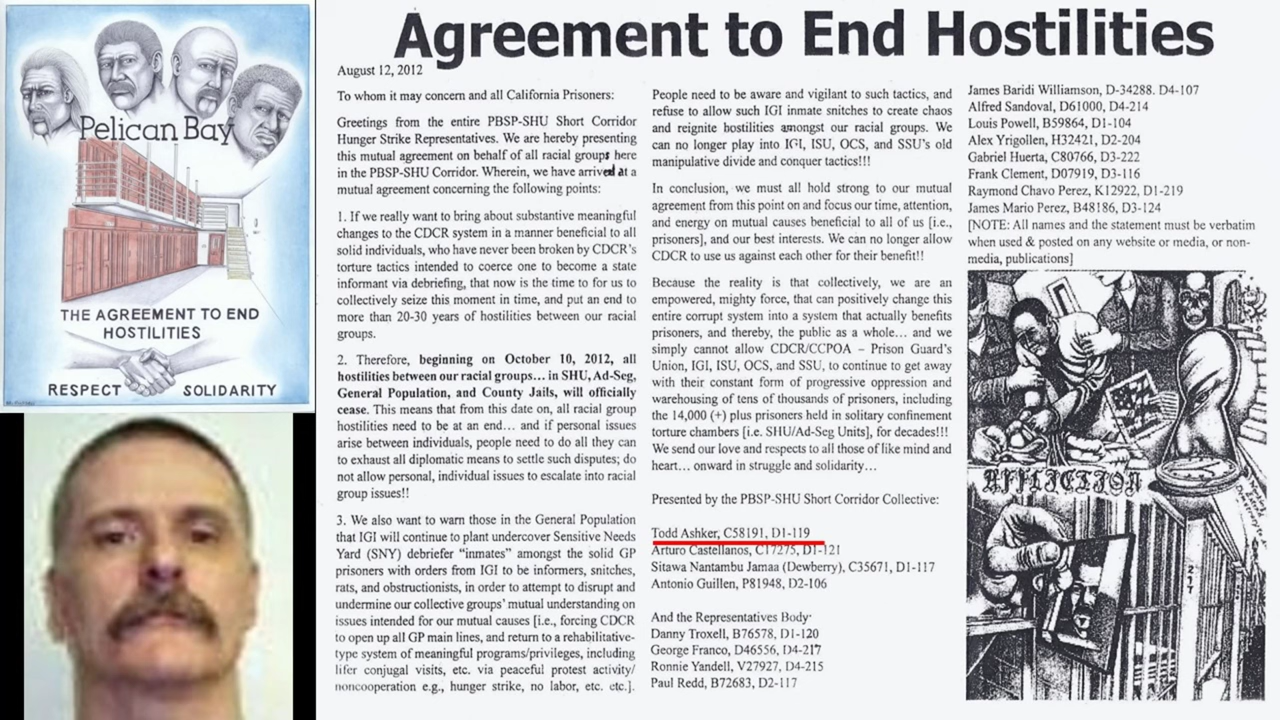 Pelican Bay
THE AGREEMENT TO END
HOSTILITIES
RESPECT SOLIDARITY
Agreement to End Hostilities
August 12, 2012
To whom it may concern and all California Prisoners:
Greetings from the entire PBSP-SHU Short Corridor
Hunger Strike Representatives. We are hereby presenting
this mutual agreement on behalf of all racial groups here
in the PBSP-SHU Corridor. Wherein, we have arrived at a
mutual agreement concerning the following points:
1. If we really want to bring about substantive meaningful
changes to the CDCR system in a manner beneficial to all
solid individuals, who have never been broken by CDCR's
torture tactics intended to coerce one to become a state
informant via debriefing, that now is the time to for us to
collectively seize this moment in time, and put an end to
more than 20-30 years of hostilities between our racial
groups.
2. Therefore, beginning on October 10, 2012, all
hostilities between our racial groups... in SHU, Ad-Seg,
General Population, and County Jails, will officially
cease. This means that from this date on, all racial group
hostilities need to be at an end... and if personal issues
arise between individuals, people need to do all they can
to exhaust all diplomatic means to settle such disputes; do
not allow personal, individual issues to escalate into racial
group issues!!
3. We also want to warn those in the General Population
that IGI will continue to plant undercover Sensitive Needs
Yard (SNY) debriefer “inmates” amongst the solid GP
prisoners with orders from IGI to be informers, snitches,
rats, and obstructionists, in order to attempt to disrupt and
undermine our collective groups' mutual understanding on
issues intended for our mutual causes [i.e., forcing CDCR
to open up all GP main lines, and return to a rehabilitative-
type system of meaningful programs/privileges, including
lifer conjugal visits, etc. via peaceful protest activity/
noncooperation e.g., hunger strike, no labor, etc. etc.].
People need to be aware and vigilant to such tactics, and
refuse to allow such IGI inmate snitches to create chaos
and reignite hostilities amongst our racial groups. We
can no longer play into IGI, ISU, OCS, and SSU's old
manipulative divide and conquer tactics!!!
In conclusion, we must all hold strong to our mutual
agreement from this point on and focus our time, attention,
and energy on mutual causes beneficial to all of us [i.e.,
prisoners], and our best interests. We can no longer allow
CDCR to use us against each other for their benefit!!
Because the reality is that collectively, we are an
empowered, mighty force, that can positively change this
entire corrupt system into a system that actually benefits
prisoners, and thereby, the public as a whole... and we
simply cannot allow CDCR/CCPOA – Prison Guard's
Union, IGI, ISU, OCS, and SSU, to continue to get away
with their constant form of progressive oppression and
warehousing of tens of thousands of prisoners, including
the 14,000 (+) plus prisoners held in solitary confinement
torture chambers [i.e. SHU/Ad-Seg Units], for decades!!!
We send our love and respects to all those of like mind and
heart... onward in struggle and solidarity...
Presented by the PBSP-SHU Short Corridor Collective:
Todd Ashker, C58191, D1-119
Arturo Castellanos, C17275, D1-121
Sitawa Nantambu Jamaa (Dewberry), C35671, D1-117
Antonio Guillen, P81948, D2-106
And the Representatives Body:
Danny Troxell, B76578, D1-120
George Franco, D46556, D4-217
Ronnie Yandell, V27927, D4-215
Paul Redd, B72683, D2-117
James Baridi Williamson, D-34288. D4-107
Alfred Sandoval, D61000, D4-214
Louis Powell, B59864, D1-104
Alex Yrigollen, H32421, D2-204
Gabriel Huerta, C80766, D3-222
Frank Clement, D07919, D3-116
Raymond Chavo Perez, K12922, D1-219
James Mario Perez, B48186, D3-124
[NOTE: All names and the statement must be verbatim
when used & posted on any website or media, or non-
media, publications]
AFFLICTION
217